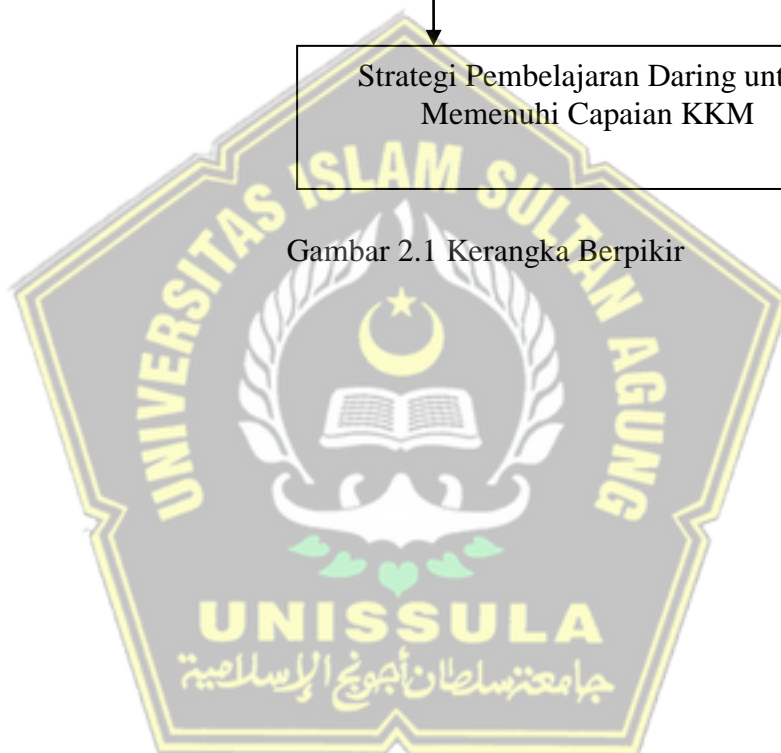 Strategi Pembelajaran Daring
Memenuhi Capaian KKM
Gambar 2.1 Kerangka Berpikir
UNIVERSITAS ISLAM SULTAN AGUNG
UNISSULA
جامعة سلطان أجونج الإسلامية